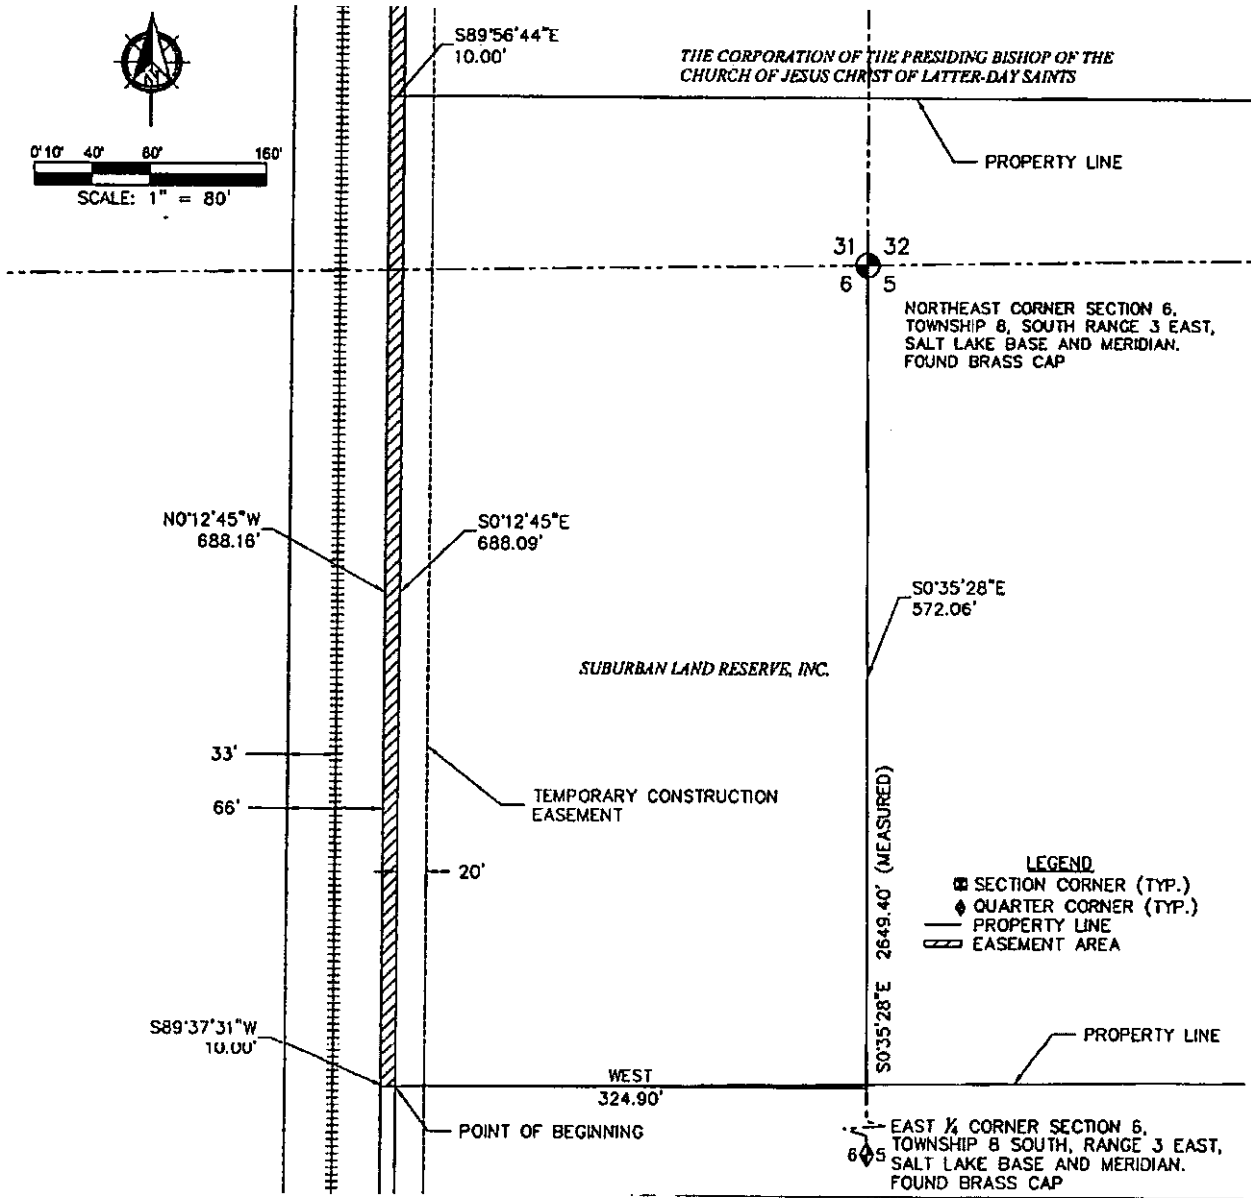 S89°56'44"E
10.00'
THE CORPORATION OF THE PRESIDING BISHOP OF THE
CHURCH OF JESUS CHRIST OF LATTER-DAY SAINTS
N
0'10' 40' 80' 160'
SCALE: 1" = 80'
PROPERTY LINE
31 32
6 5
NORTHEAST CORNER SECTION 6,
TOWNSHIP 8, SOUTH RANGE 3 EAST,
SALT LAKE BASE AND MERIDIAN.
FOUND BRASS CAP
N0°12'45"W
688.16'
S0°12'45"E
688.09'
S0°35'28"E
572.06'
SUBURBAN LAND RESERVE, INC.
33'
66'
TEMPORARY CONSTRUCTION
EASEMENT
20'
S0°35'28"E 2649.40' (MEASURED)
LEGEND
SECTION CORNER (TYP.)
QUARTER CORNER (TYP.)
PROPERTY LINE
EASEMENT AREA
S89°37'31"W
10.00'
PROPERTY LINE
WEST
324.90'
POINT OF BEGINNING
EAST ¼ CORNER SECTION 6,
TOWNSHIP 8 SOUTH, RANGE 3 EAST,
SALT LAKE BASE AND MERIDIAN.
FOUND BRASS CAP
6 5